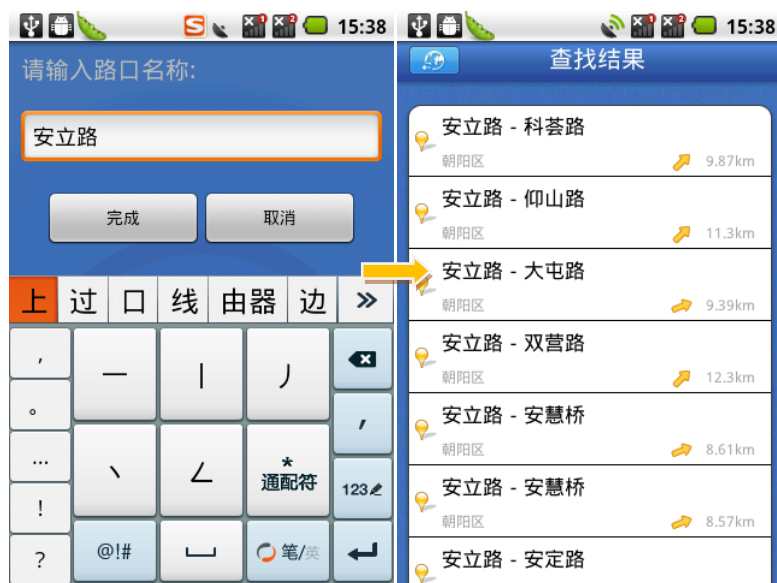 15:38
请输入路口名称:
安立路
完成
取消
上 过 口 线 由器 边 »
，
。
…
!
?
一 丨 丿
丶 ㄥ *
通配符
,
123
@!#
笔/英
15:38
查找结果
安立路 - 科荟路
朝阳区 9.87km
安立路 - 仰山路
朝阳区 11.3km
安立路 - 大屯路
朝阳区 9.39km
安立路 - 双营路
朝阳区 12.3km
安立路 - 安慧桥
朝阳区 8.61km
安立路 - 安慧桥
朝阳区 8.57km
安立路 - 安定路